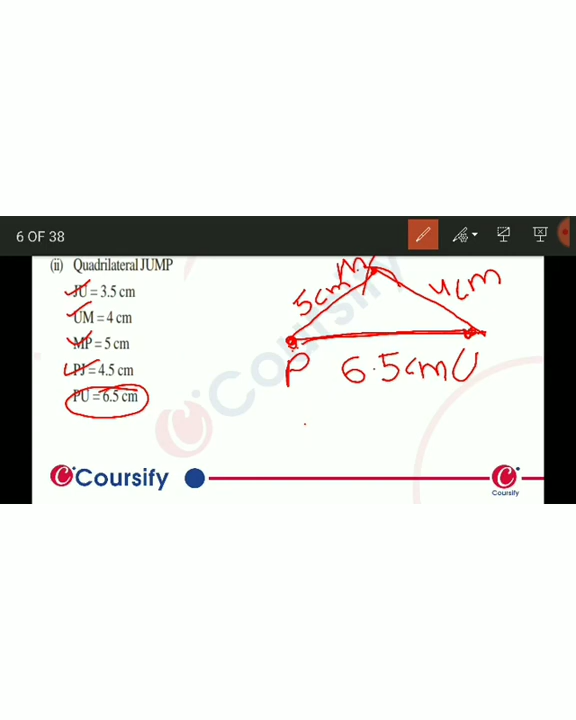 6 OF 38
(ii) Quadrilateral JUMP
JU = 3.5 cm
UM = 4 cm
MP = 5 cm
PJ = 4.5 cm
PU = 6.5 cm
M
5cm
4cm
P 6.5cm U
Coursify
Coursify
Coursify